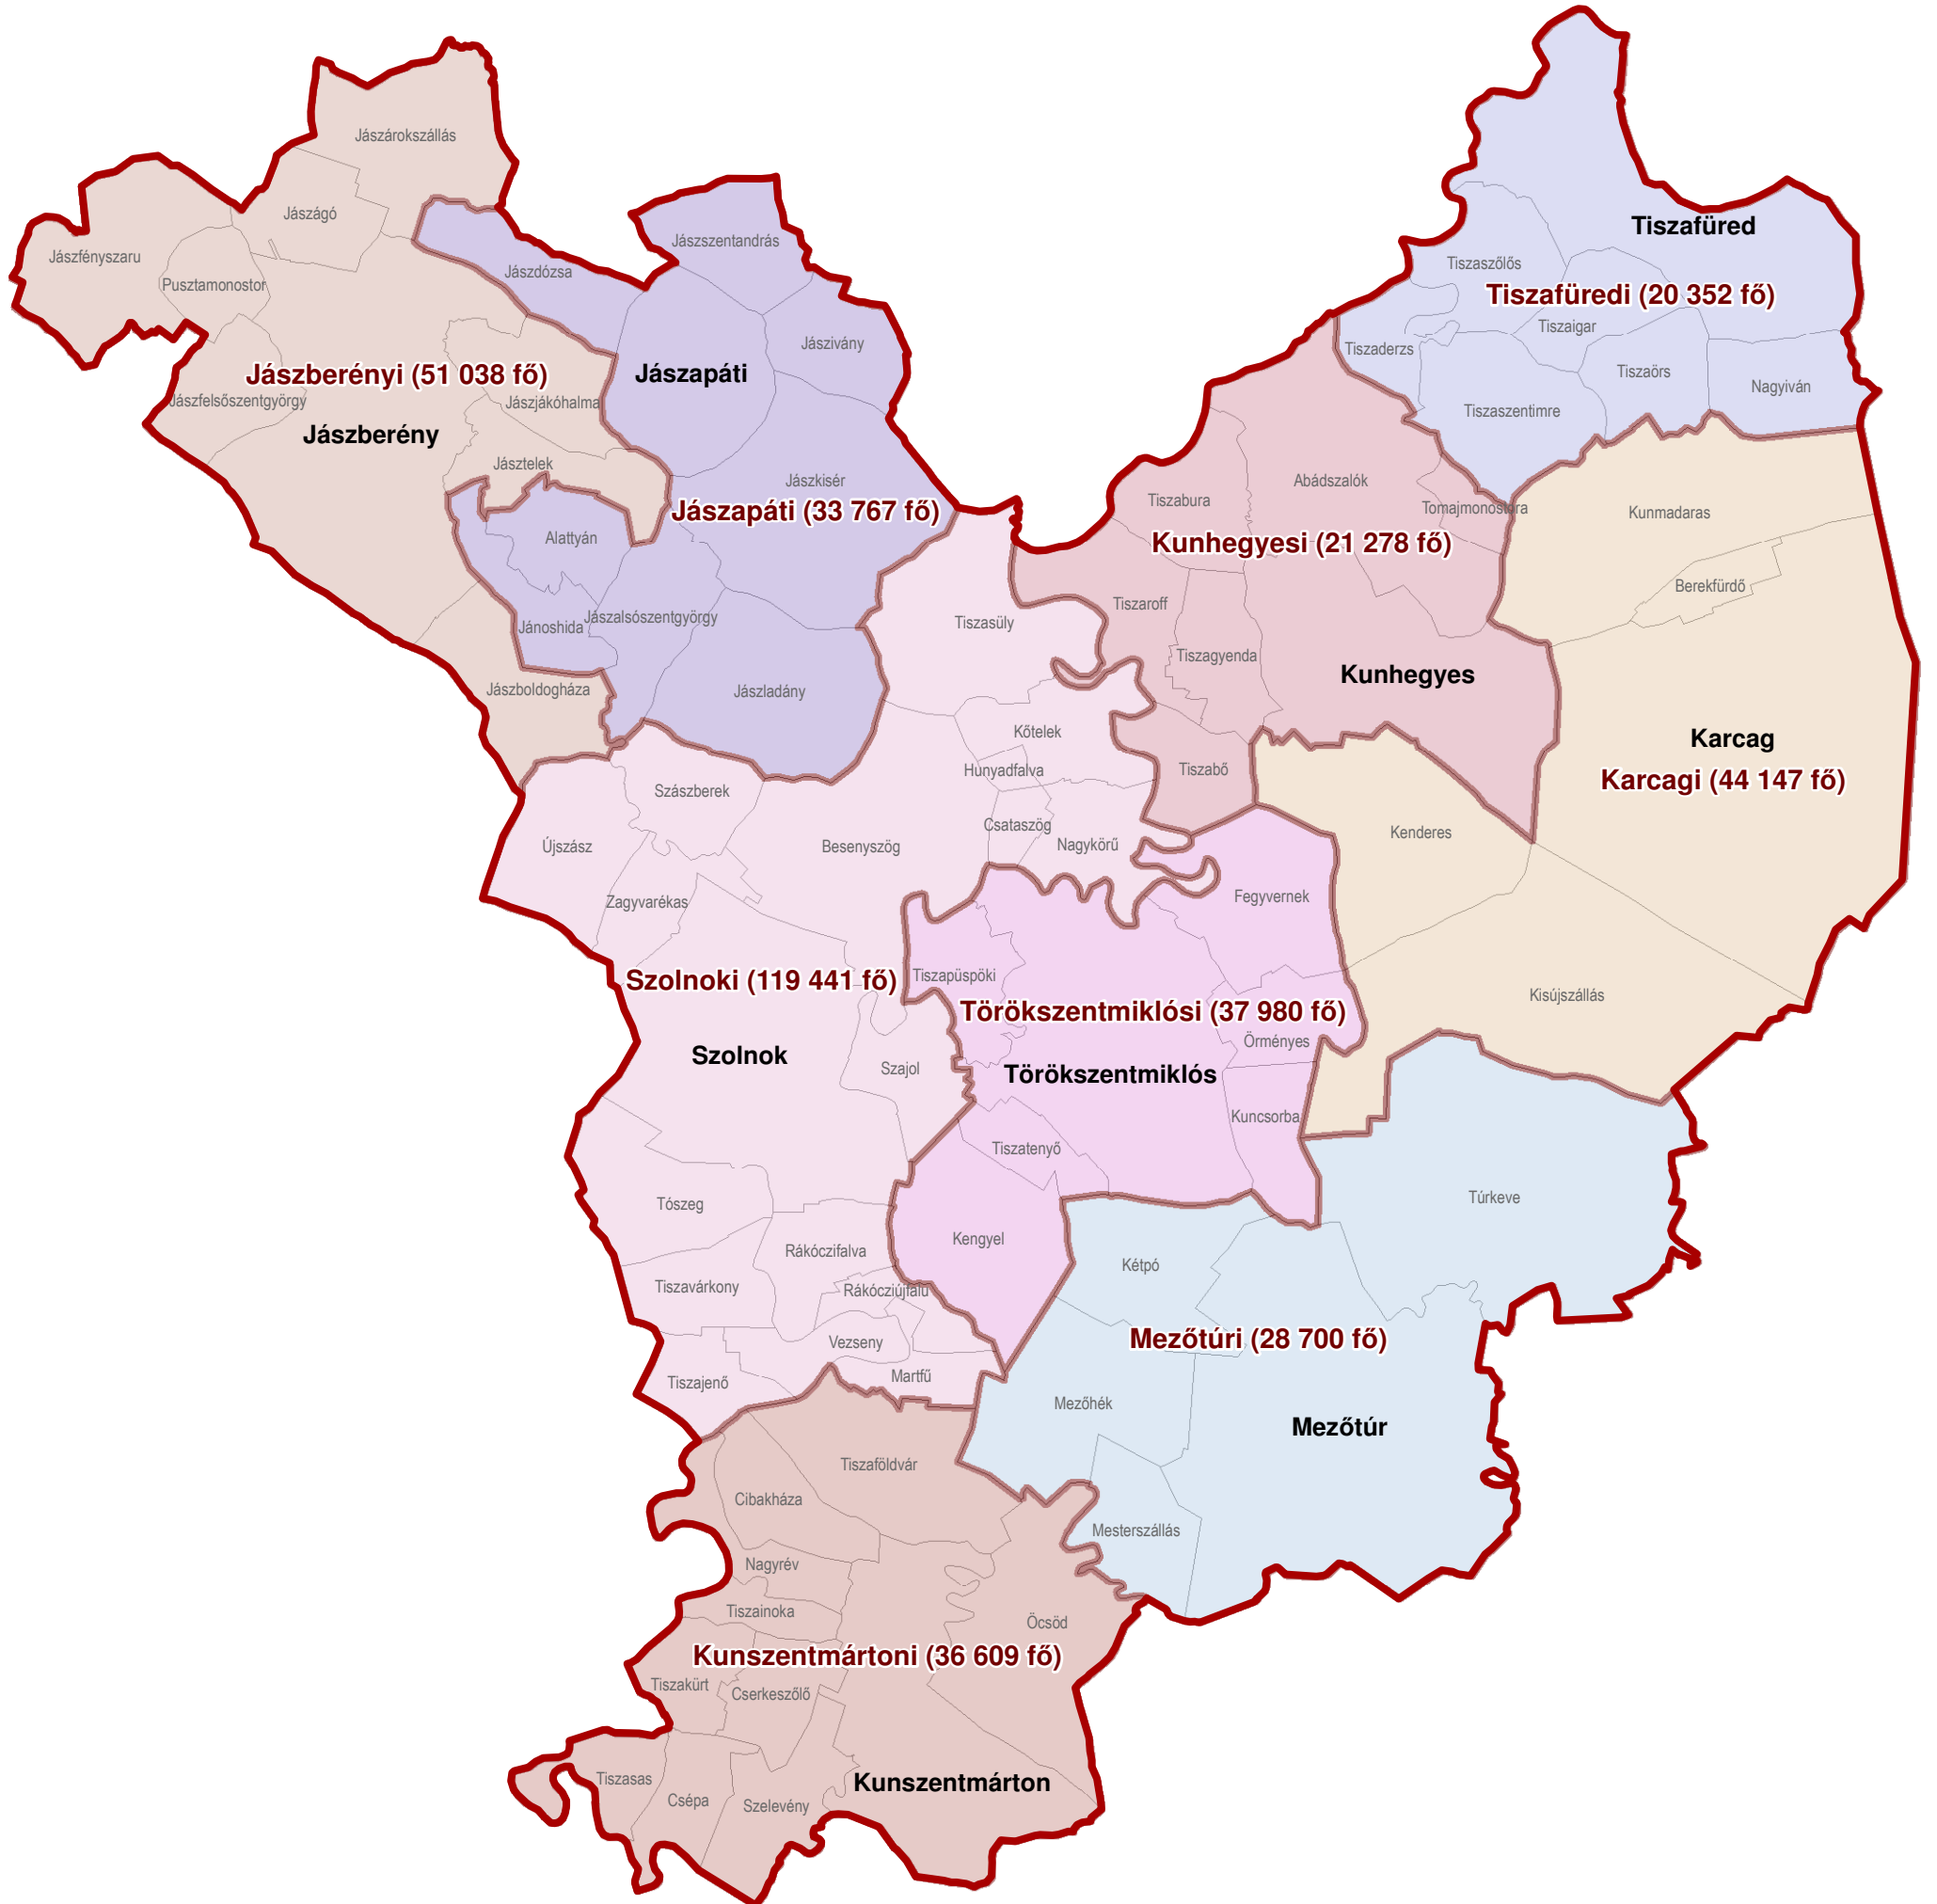 Jászárokszállás
Jászágó
Jászfényszaru
Pusztamonostor
Jászdózsa
Jászszentandrás
Jászivány
Jászapáti
Jászberényi (51 038 fő)
Jászfelsőszentgyörgy
Jászjákóhalma
Jászberény
Jásztelek
Jászkisér
Jászapáti (33 767 fő)
Alattyán
Jánoshida
Jászalsószentgyörgy
Jászboldogháza
Jászladány
Tiszafüred
Tiszaszőlős
Tiszafüredi (20 352 fő)
Tiszaigar
Tiszaderzs
Tiszaörs
Nagyiván
Tiszaszentimre
Abádszalók
Tiszabura
Tomajmonostora
Kunhegyesi (21 278 fő)
Tiszaroff
Tiszagyenda
Kunhegyes
Tiszabő
Kunmadaras
Berekfürdő
Karcag
Karcagi (44 147 fő)
Kenderes
Kisújszállás
Tiszasüly
Kőtelek
Hunyadfalva
Csataszög
Nagykörű
Szászberek
Újszász
Besenyszög
Zagyvarékas
Szolnoki (119 441 fő)
Szolnok
Szajol
Tószeg
Rákóczifalva
Tiszavárkony
Rákócziújfalu
Vezseny
Tiszajenő
Martfű
Fegyvernek
Tiszapüspöki
Törökszentmiklósi (37 980 fő)
Örményes
Törökszentmiklós
Kuncsorba
Tiszatenyő
Kengyel
Túrkeve
Kétpó
Mezőtúri (28 700 fő)
Mezőhék
Mezőtúr
Mesterszállás
Tiszaföldvár
Cibakháza
Nagyrév
Tiszainoka
Öcsöd
Kunszentmártoni (36 609 fő)
Tiszakürt
Cserkeszőlő
Tiszasas
Csépa
Szelevény
Kunszentmárton